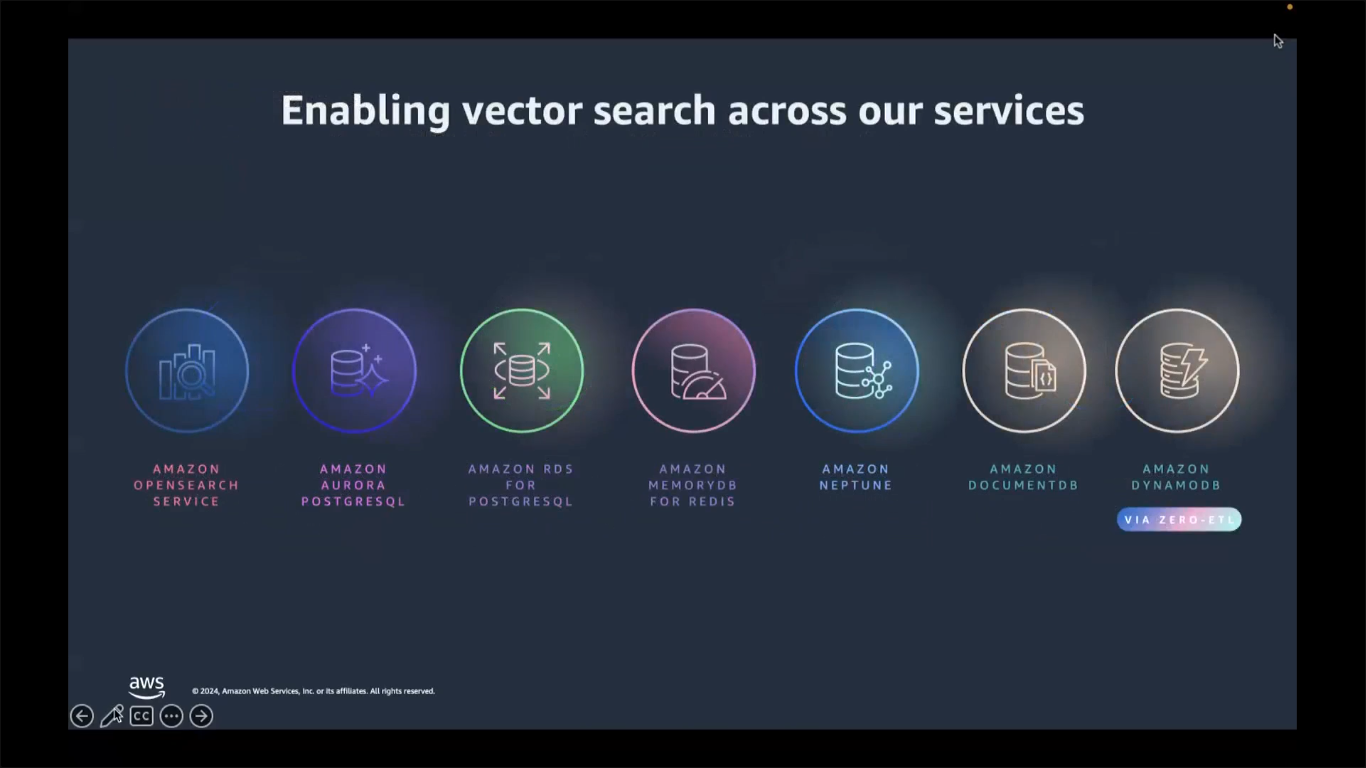 Enabling vector search across our services
AMAZON
OPENSEARCH
SERVICE
AMAZON
AURORA
POSTGRESQL
AMAZON RDS
FOR
POSTGRESQL
AMAZON
MEMORYDB
FOR REDIS
AMAZON
NEPTUNE
AMAZON
DOCUMENTDB
AMAZON
DYNAMODB
VIA ZERO-ETL
aws
© 2024, Amazon Web Services, Inc. or its affiliates. All rights reserved.
CC